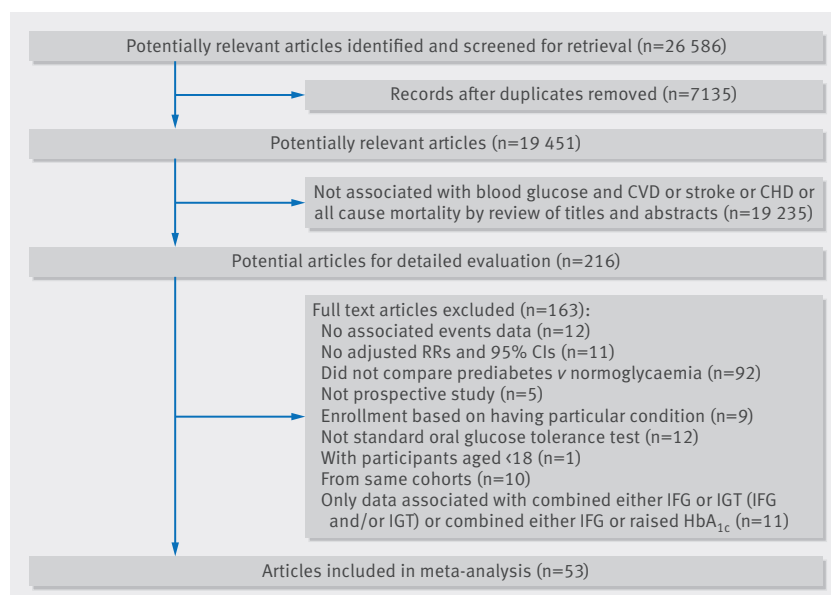 Potentially relevant articles identified and screened for retrieval (n=26 586)
Records after duplicates removed (n=7135)
Potentially relevant articles (n=19 451)
Not associated with blood glucose and CVD or stroke or CHD or
all cause mortality by review of titles and abstracts (n=19 235)
Potential articles for detailed evaluation (n=216)
Full text articles excluded (n=163):
No associated events data (n=12)
No adjusted RRs and 95% CIs (n=11)
Did not compare prediabetes v normoglycaemia (n=92)
Not prospective study (n=5)
Enrollment based on having particular condition (n=9)
Not standard oral glucose tolerance test (n=12)
With participants aged <18 (n=1)
From same cohorts (n=10)
Only data associated with combined either IFG or IGT (IFG
and/or IGT) or combined either IFG or raised HbA1c (n=11)
Articles included in meta-analysis (n=53)